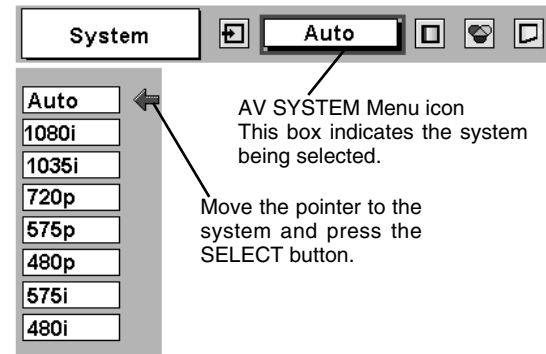 System
Auto
Auto
1080i
1035i
720p
575p
480p
575i
480i
AV SYSTEM Menu icon
This box indicates the system
being selected.
Move the pointer to the
system and press the
SELECT button.